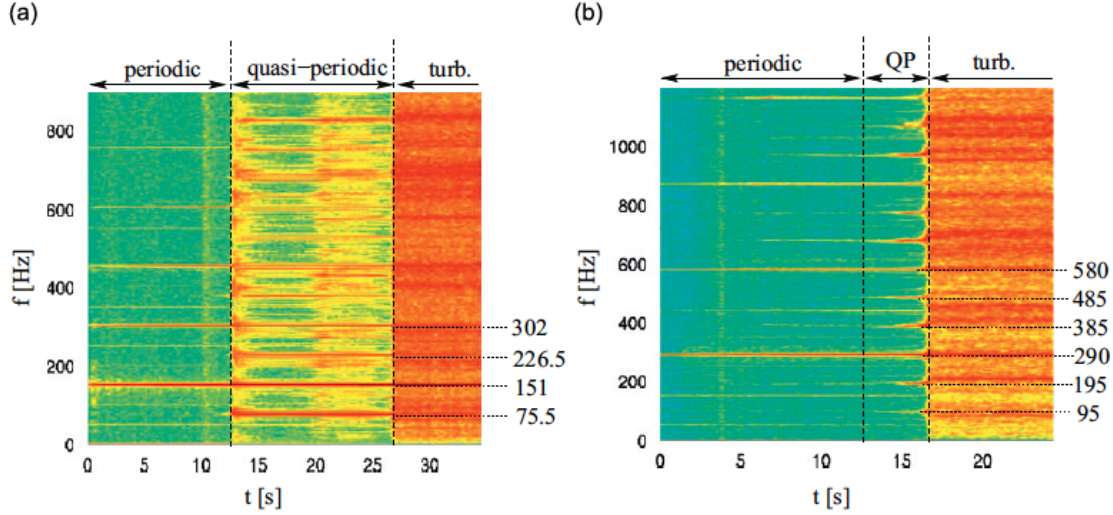 (a)
periodic
quasi-periodic
turb.
f [Hz]
800
600
400
200
0
302
226.5
151
75.5
0 5 10 15 20 25 30
t [s]
(b)
periodic
QP
turb.
f [Hz]
1000
800
600
400
200
0
580
485
385
290
195
95
0 5 10 15 20
t [s]